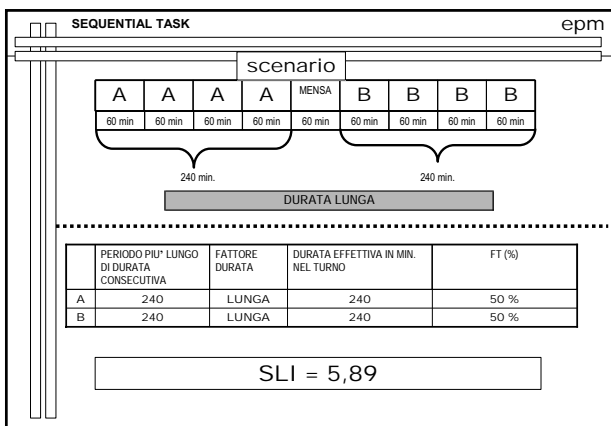 SEQUENTIAL TASK epm
scenario
A A A A MENSA B B B B
60 min 60 min 60 min 60 min 60 min 60 min 60 min 60 min 60 min
240 min. 240 min.
DURATA LUNGA
PERIODO PIU' LUNGO FATTORE DURATA EFFETTIVA IN MIN. FT (%)
DI DURATA DURATA NEL TURNO
CONSECUTIVA
A 240 LUNGA 240 50 %
B 240 LUNGA 240 50 %
SLI = 5,89